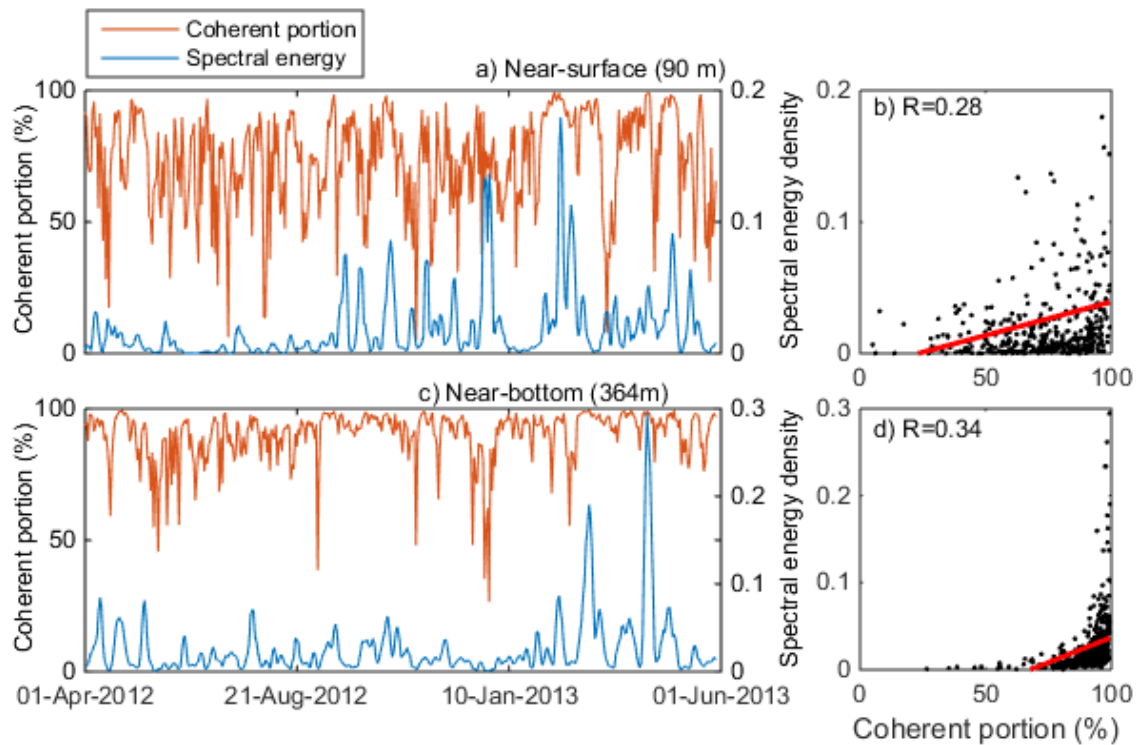 Coherent portion
Spectral energy
a) Near-surface (90 m)
Coherent portion (%)
100
50
0
0.2
0.1
0
Spectral energy density
0.2
0.1
0
b) R=0.28
0
50
100
c) Near-bottom (364m)
Coherent portion (%)
100
50
0
0.3
0.2
0.1
0
01-Apr-2012
21-Aug-2012
10-Jan-2013
01-Jun-2013
Spectral energy density
0.3
0.2
0.1
0
d) R=0.34
0
50
100
Coherent portion (%)